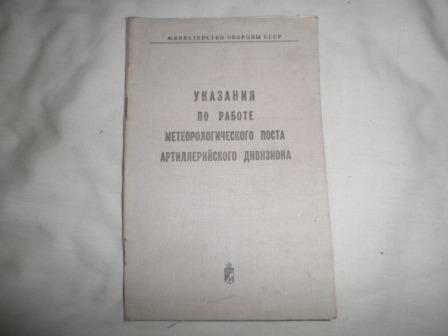 МИНИСТЕРСТВО ОБОРОНЫ СССР
УКАЗАНИЯ
ПО РАБОТЕ
МЕТЕОРОЛОГИЧЕСКОГО ПОСТА
АРТИЛЛЕРИЙСКОГО ДИВИЗИОНА